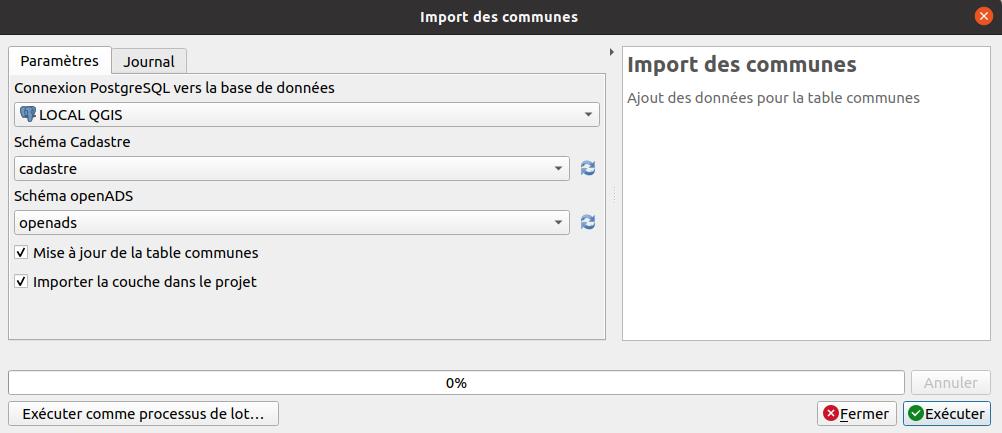 Import des communes
Paramètres
Journal
Connexion PostgreSQL vers la base de données
LOCAL QGIS
Schéma Cadastre
cadastre
Schéma openADS
openads
Mise à jour de la table communes
Importer la couche dans le projet
Import des communes
Ajout des données pour la table communes
0%
Annuler
Exécuter comme processus de lot…
Fermer
Exécuter